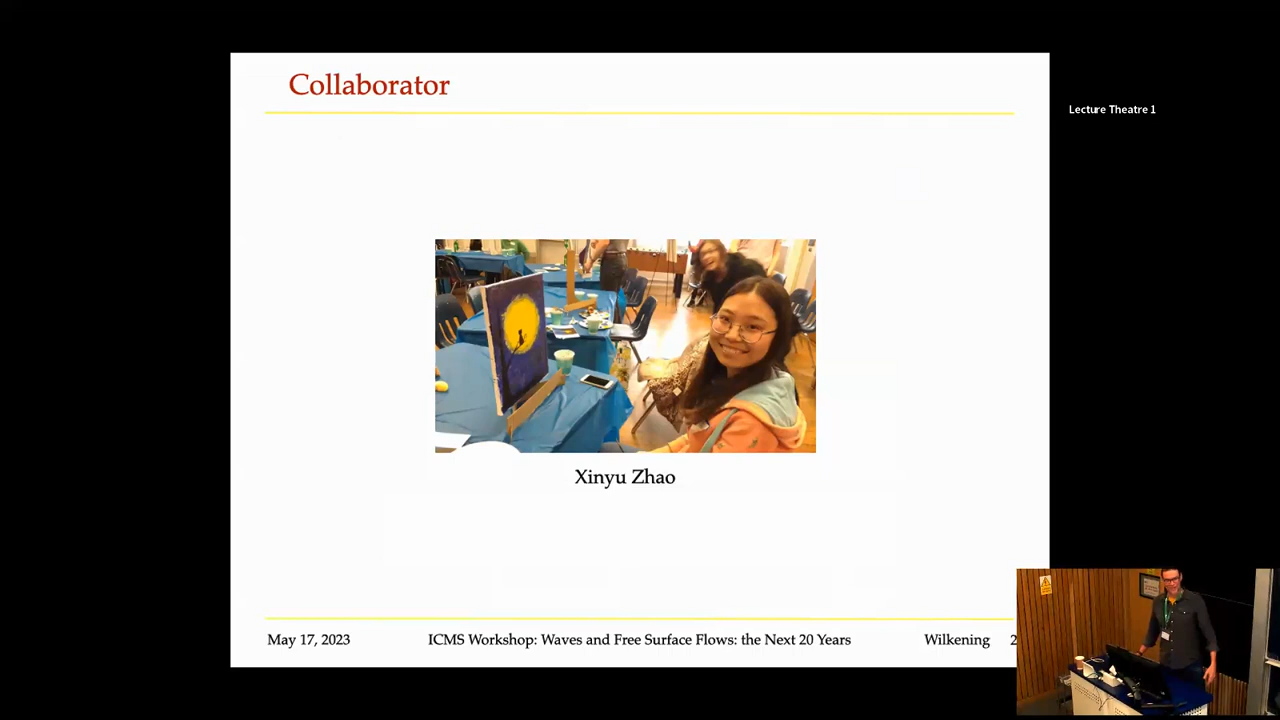 Collaborator
Lecture Theatre 1
Xinyu Zhao
May 17, 2023
ICMS Workshop: Waves and Free Surface Flows: the Next 20 Years
Wilkening
2